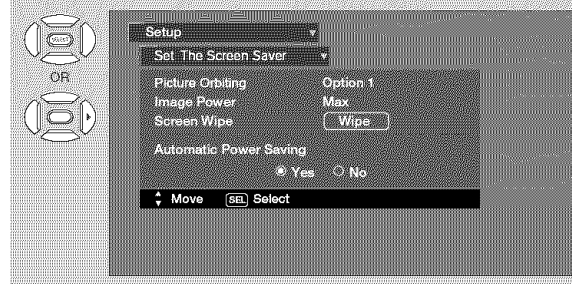 Setup
Set The Screen Saver
SELECT
OR
Picture Orbiting Option 1
Image Power Max
Screen Wipe Wipe
Automatic Power Saving
Yes No
Move SEL Select